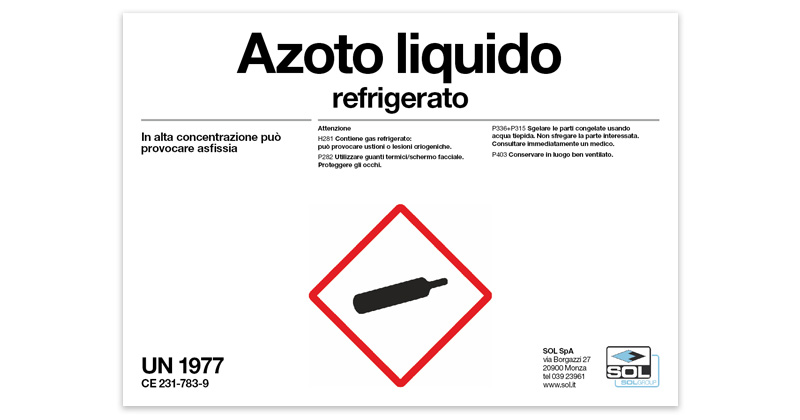 Azoto liquido
refrigerato
In alta concentrazione può
provocare asfissia
Attenzione
H281 Contiene gas refrigerato:
può provocare ustioni o lesioni criogeniche.
P282 Utilizzare guanti termici/schermo facciale.
Proteggere gli occhi.
P336+P315 Sgelare le parti congelate usando
acqua tiepida. Non sfregare la parte interessata.
Consultare immediatamente un medico.
P403 Conservare in luogo ben ventilato.
UN 1977
CE 231-783-9
SOL SpA
via Borgazzi 27
20900 Monza
tel 039 23961
www.sol.it
SOL
SOLGROUP